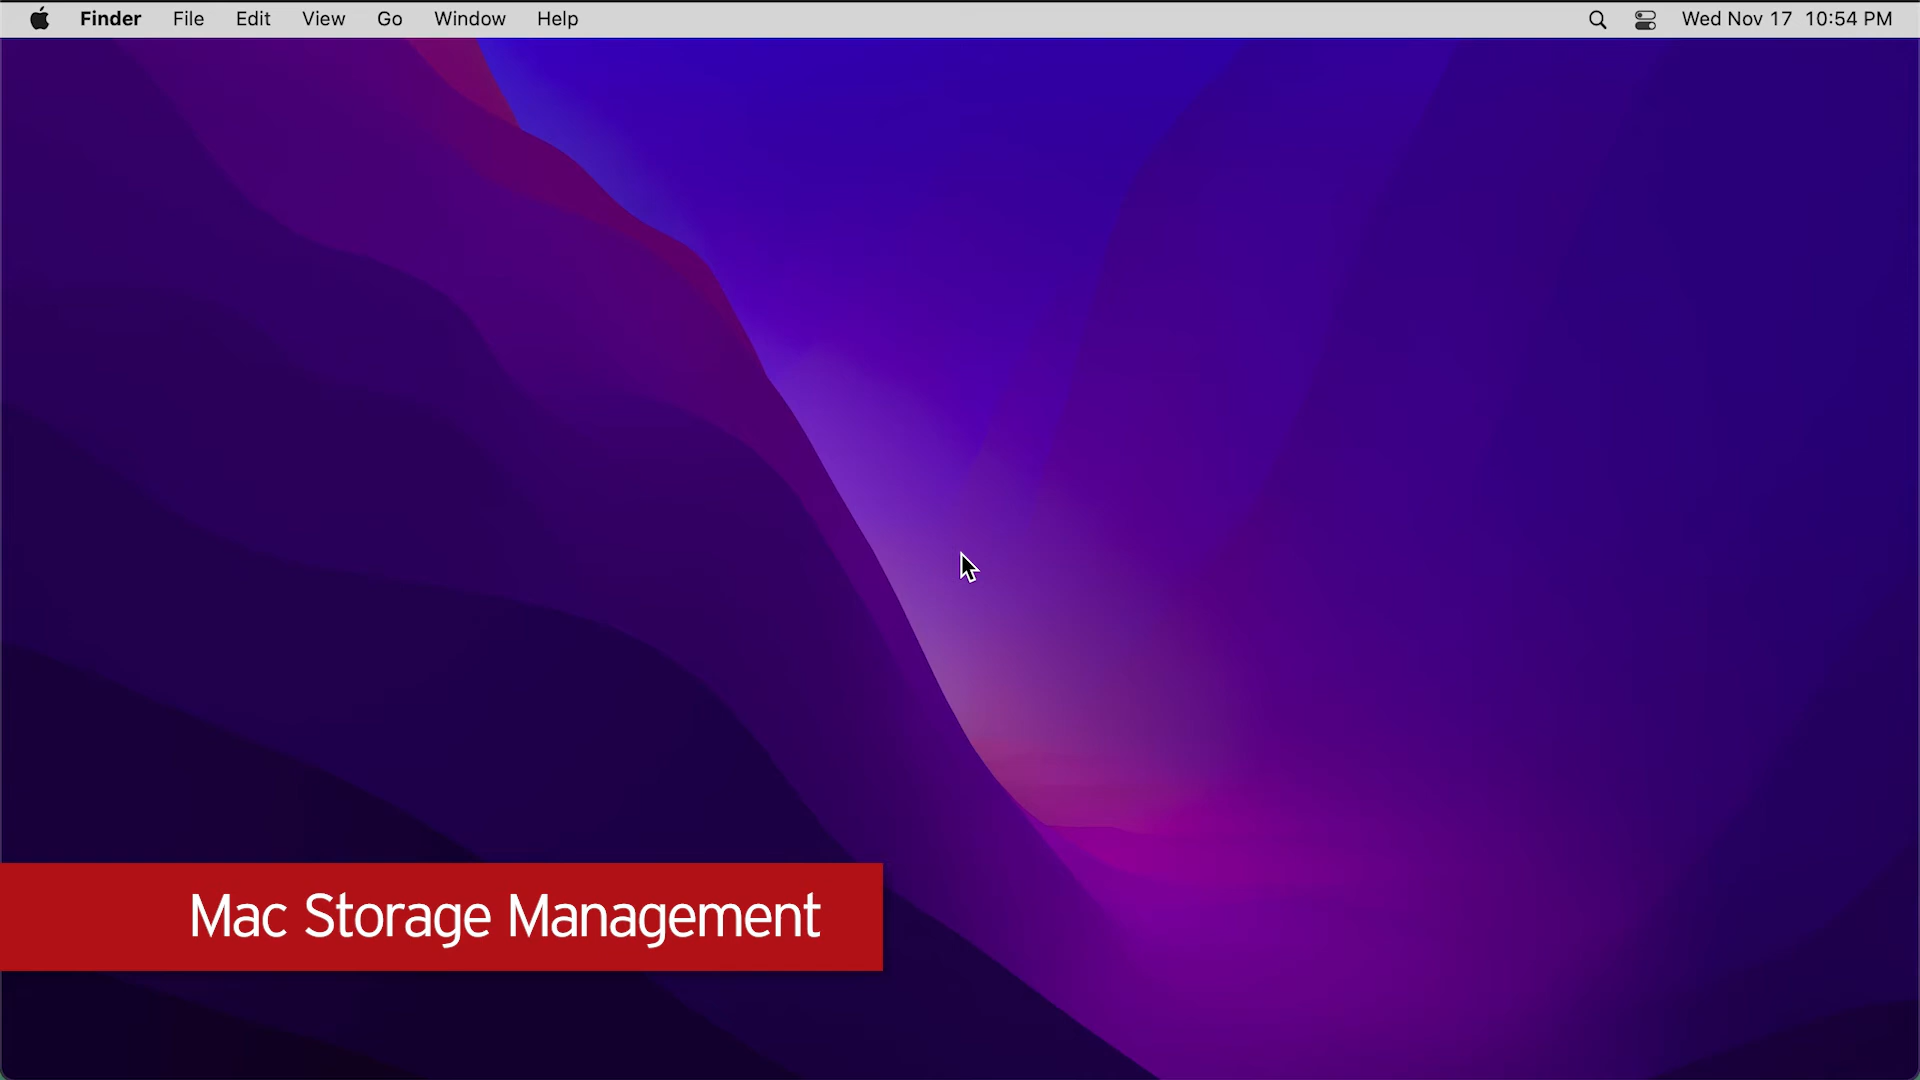 Finder File Edit View Go Window Help Wed Nov 17 10:54 PM
Mac Storage Management